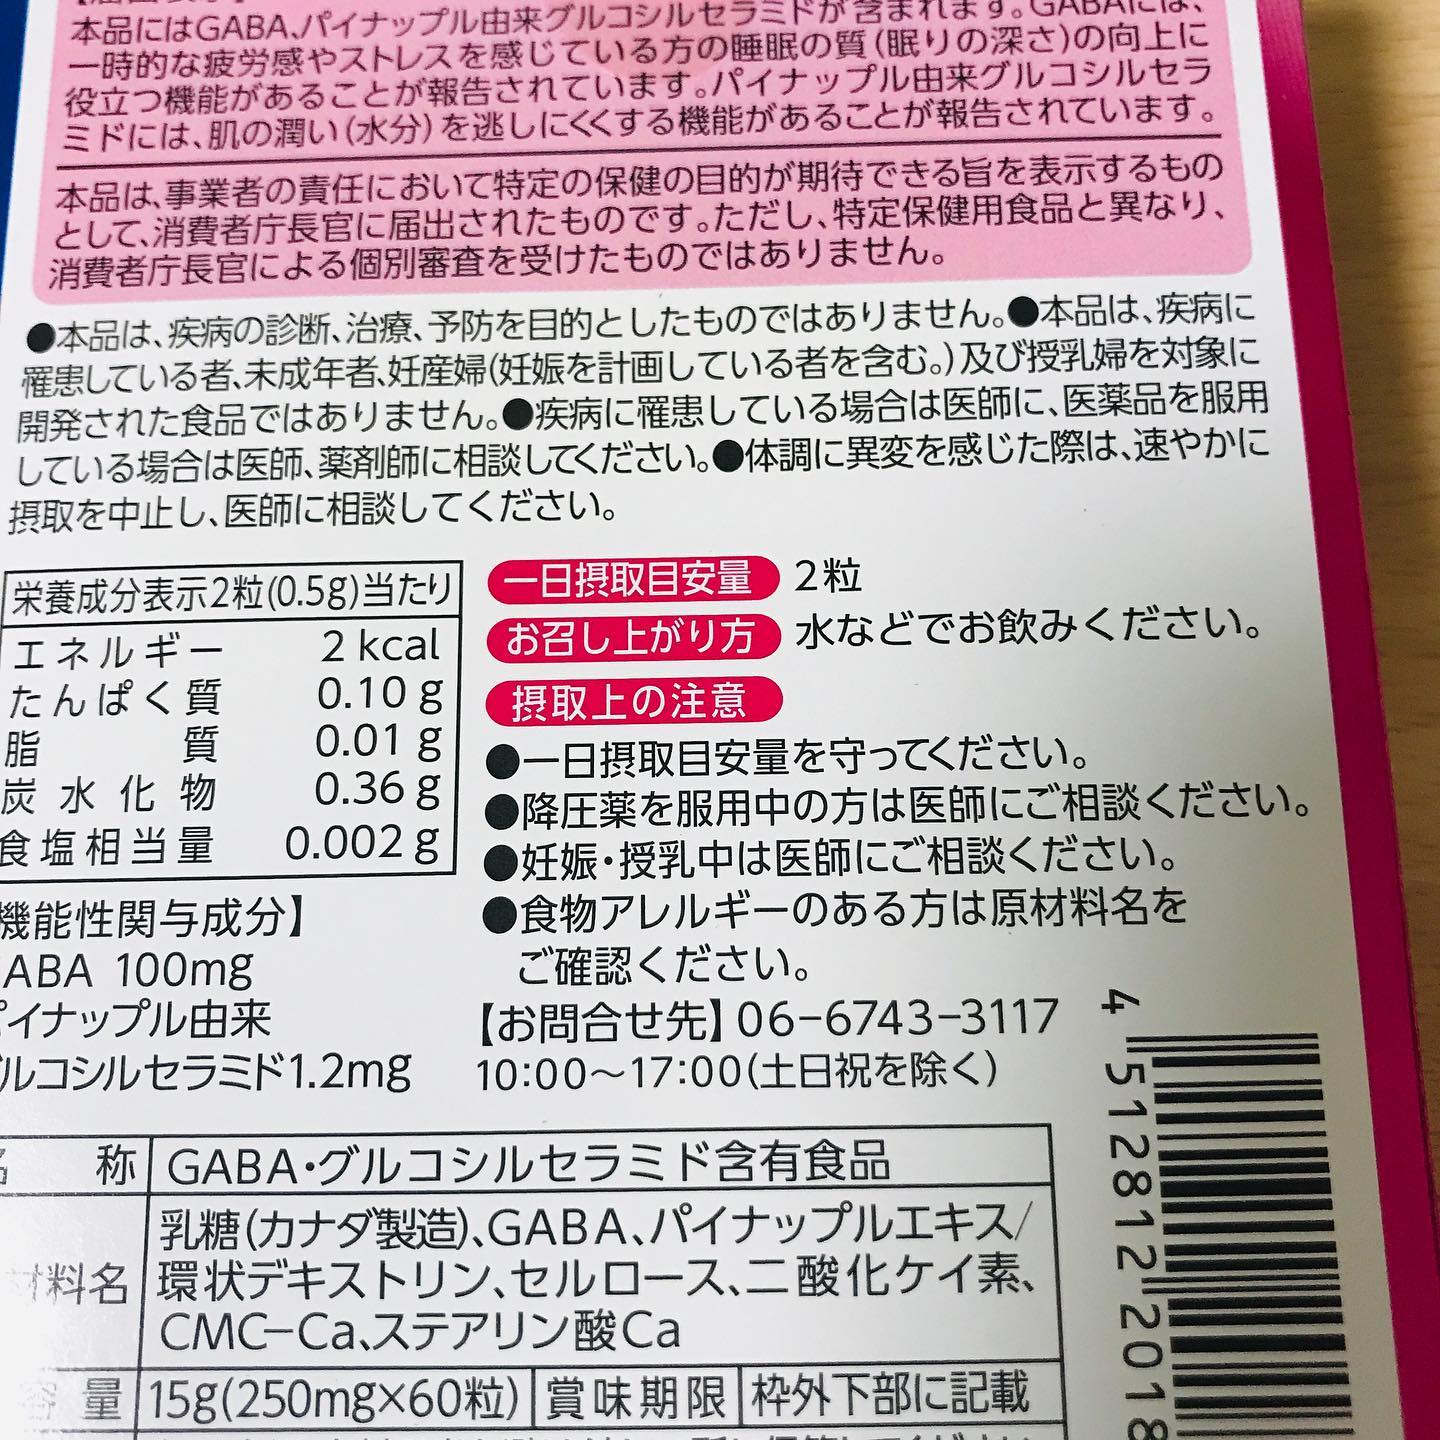 本品にはGABA、パイナップル由来グルコシルセラミドが含まれます。GABAには、
一時的な疲労感やストレスを感じている方の睡眠の質(眠りの深さ)の向上に
役立つ機能があることが報告されています。パイナップル由来グルコシルセラ
ミドには、肌の潤い(水分)を逃しにくくする機能があることが報告されています。
本品は、事業者の責任において特定の保健の目的が期待できる旨を表示するもの
として、消費者庁長官に届出されたものです。ただし、特定保健用食品と異なり、
消費者庁長官による個別審査を受けたものではありません。
●本品は、疾病の診断、治療、予防を目的としたものではありません。●本品は、疾病に
罹患している者、未成年者、妊産婦(妊娠を計画している者を含む。)及び授乳婦を対象に
開発された食品ではありません。●疾病に罹患している場合は医師に、医薬品を服用
している場合は医師、薬剤師に相談してください。●体調に異変を感じた際は、速やかに
摂取を中止し、医師に相談してください。
栄養成分表示2粒(0.5g)当たり
エネルギー 2 kcal
たんぱく質 0.10 g
脂質 0.01 g
炭水化物 0.36 g
食塩相当量 0.002 g
機能性関与成分】
ABA 100mg
パイナップル由来
ルコシルセラミド1.2mg
一日摂取目安量 2粒
お召し上がり方 水などでお飲みください。
摂取上の注意
●一日摂取目安量を守ってください。
●降圧薬を服用中の方は医師にご相談ください。
●妊娠・授乳中は医師にご相談ください。
●食物アレルギーのある方は原材料名を
ご確認ください。
【お問合せ先】06-6743-3117
10:00〜17:00(土日祝を除く)
名称 GABA・グルコシルセラミド含有食品
材料名 乳糖(カナダ製造)、GABA、パイナップルエキス/
環状デキストリン、セルロース、二酸化ケイ素、
CMC-Ca、ステアリン酸Ca
容量 15g(250mg×60粒) 賞味期限 枠外下部に記載
4 512812 2018